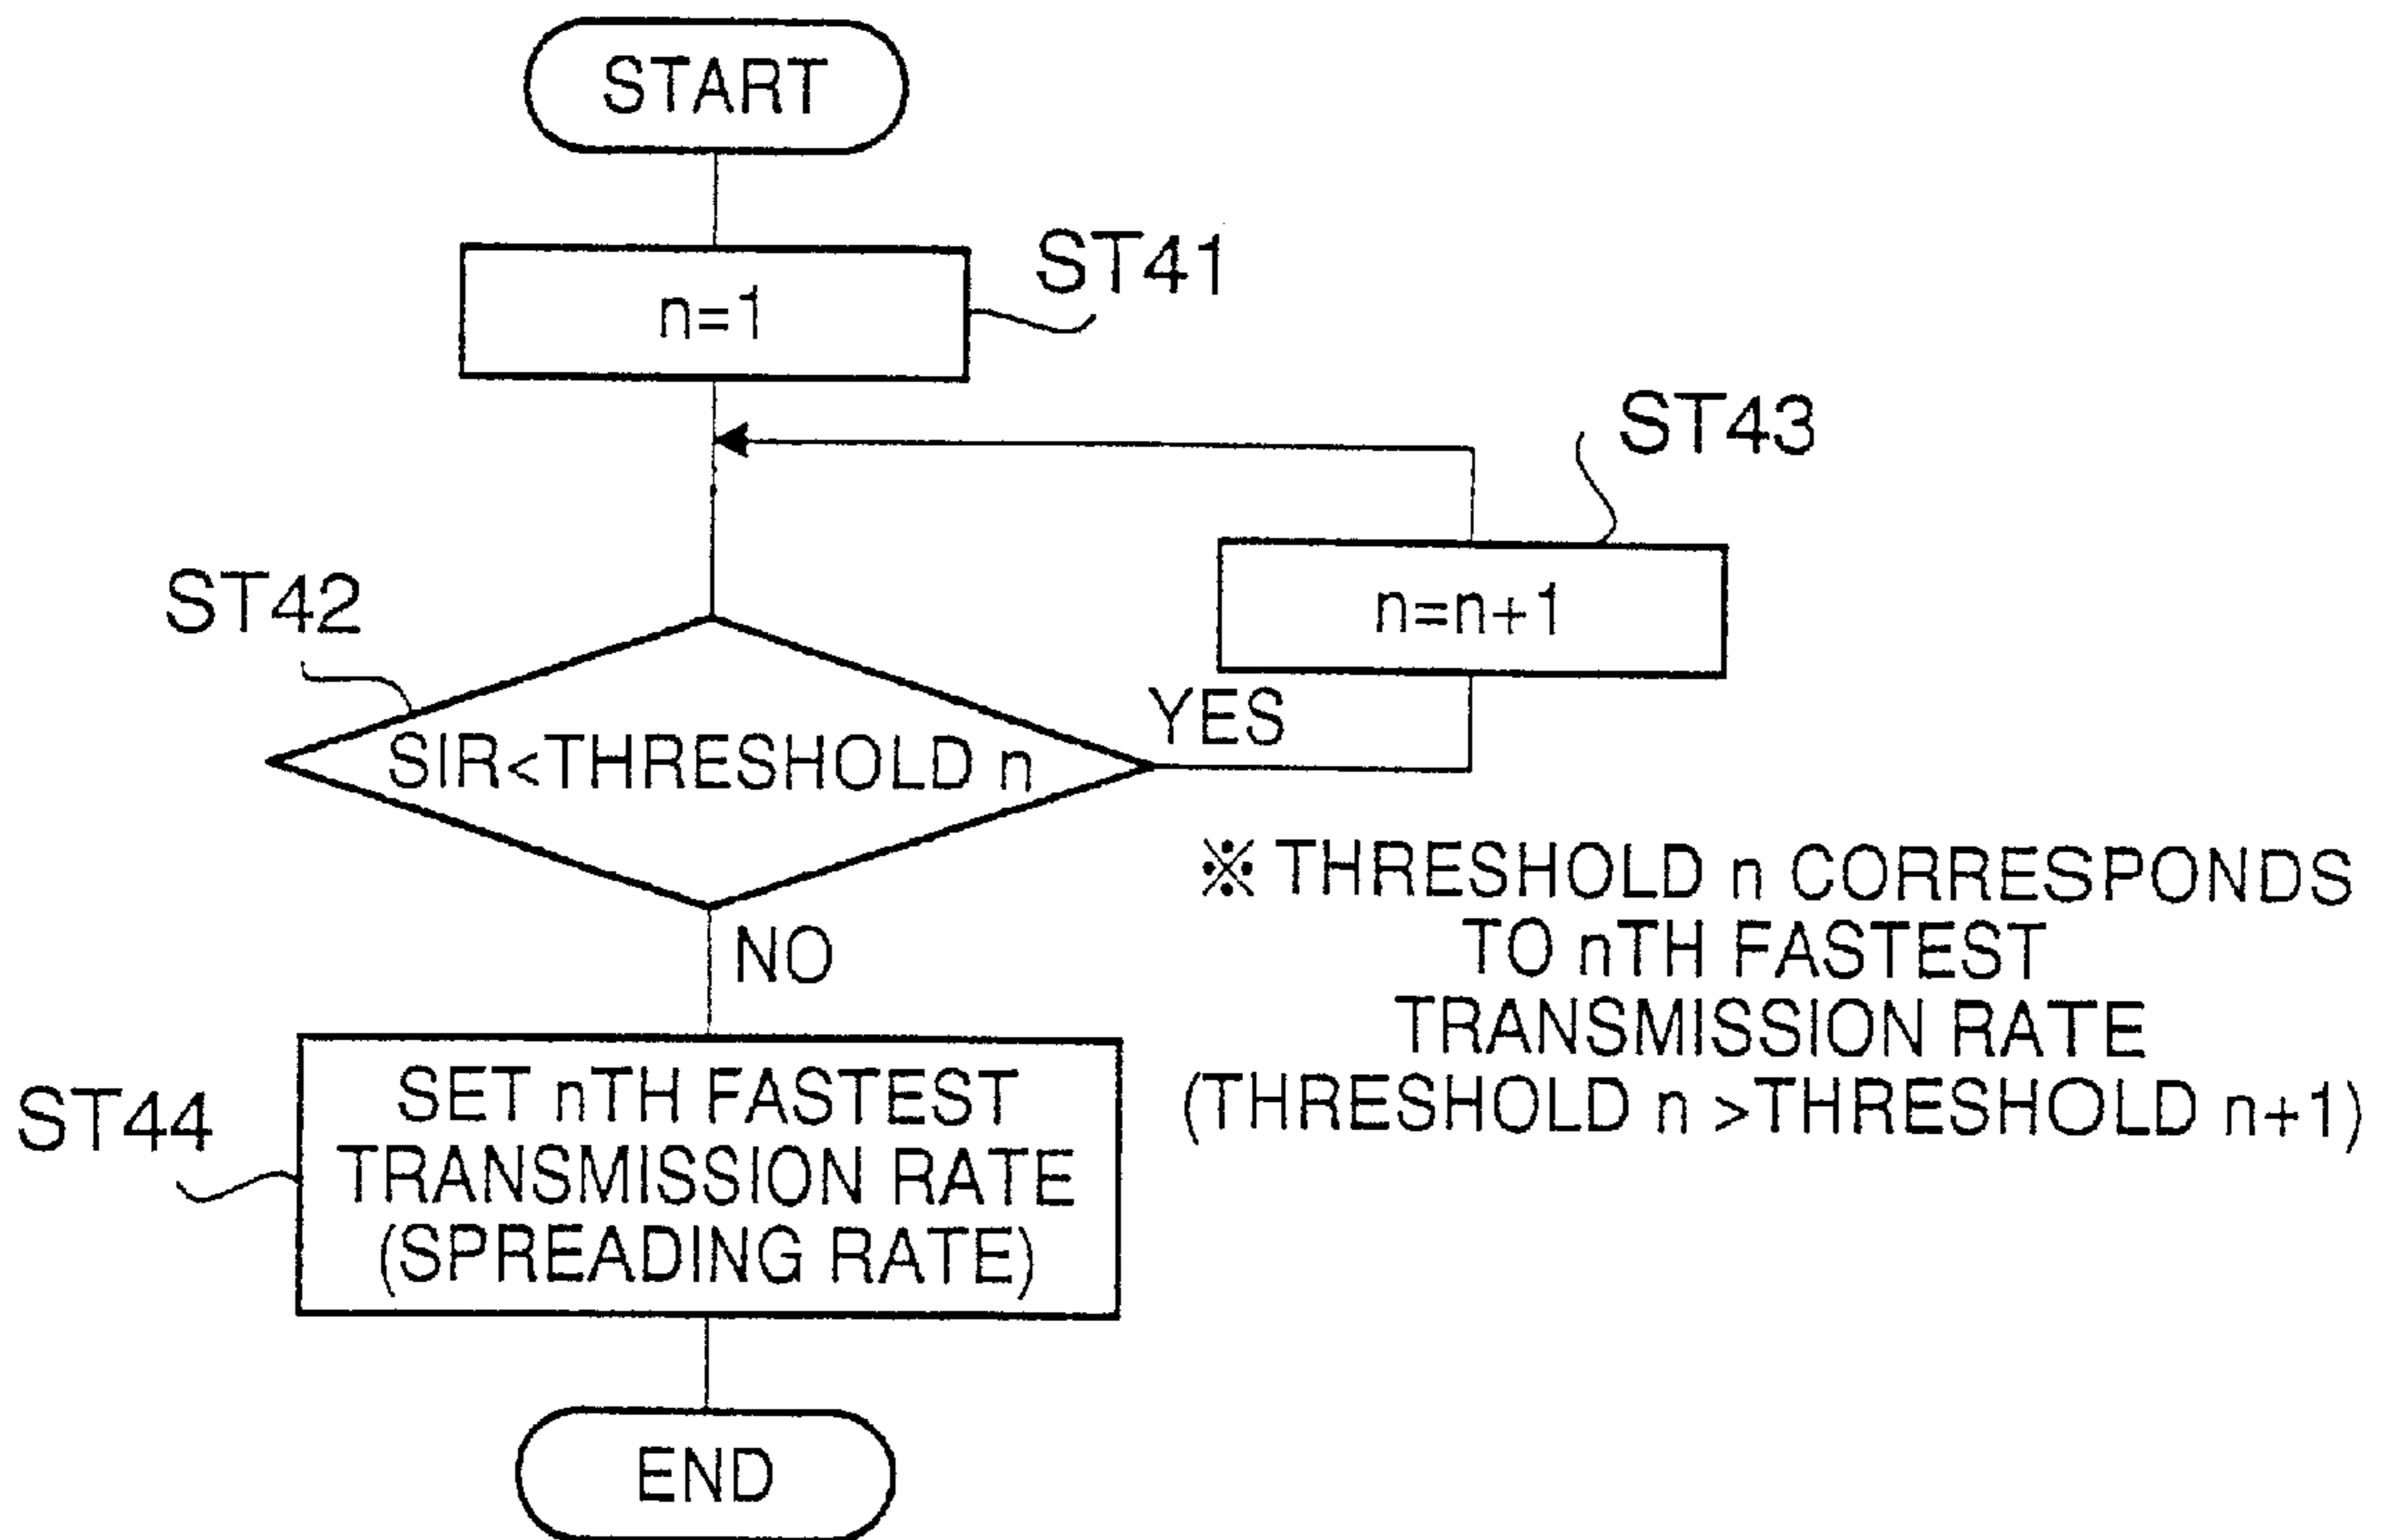 START
n=1
ST41
ST43
n=n+1
ST42
SIR<THRESHOLD n
YES
NO
※ THRESHOLD n CORRESPONDS
TO nTH FASTEST
TRANSMISSION RATE
(THRESHOLD n >THRESHOLD n+1)
ST44
SET nTH FASTEST
TRANSMISSION RATE
(SPREADING RATE)
END